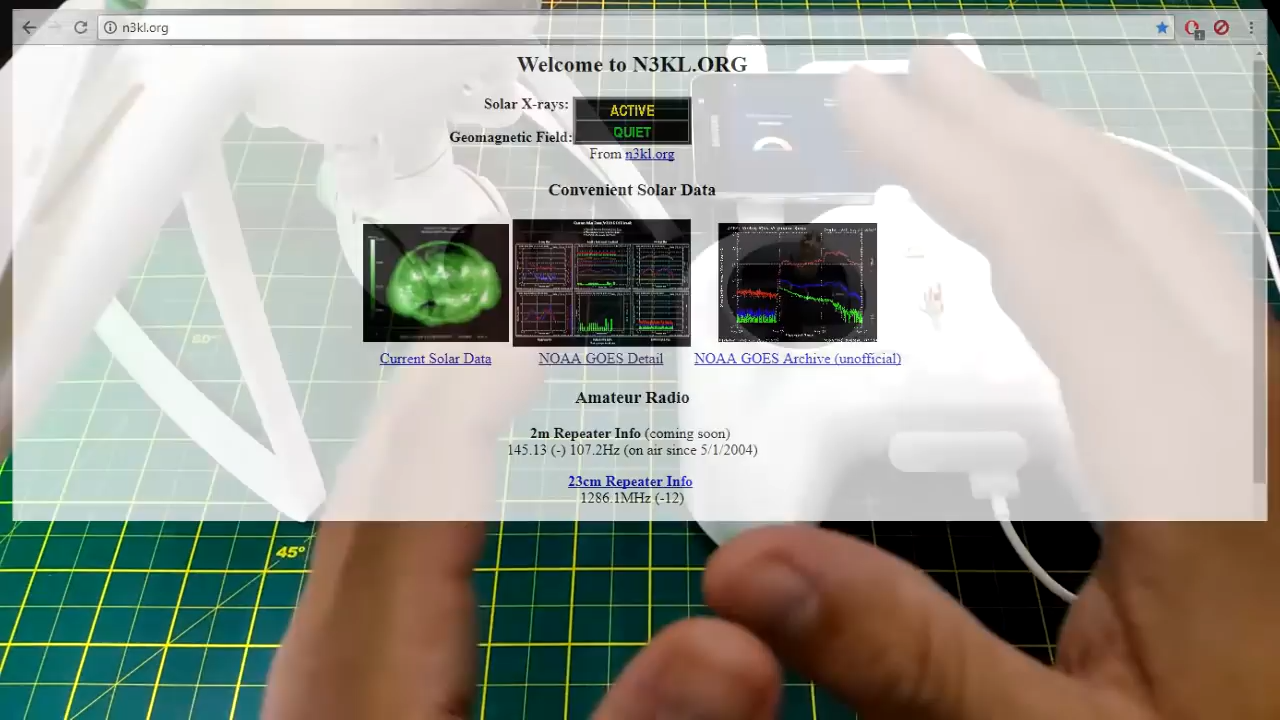 n3kl.org
Welcome to N3KL.ORG
Solar X-rays:
ACTIVE
Geomagnetic Field:
QUIET
From n3kl.org
Convenient Solar Data
Current Solar Data
NOAA GOES Detail
NOAA GOES Archive (unofficial)
Amateur Radio
2m Repeater Info (coming soon)
145.13 (-) 107.2Hz (on air since 5/1/2004)
23cm Repeater Info
1286.1MHz (-12)
60°
45°